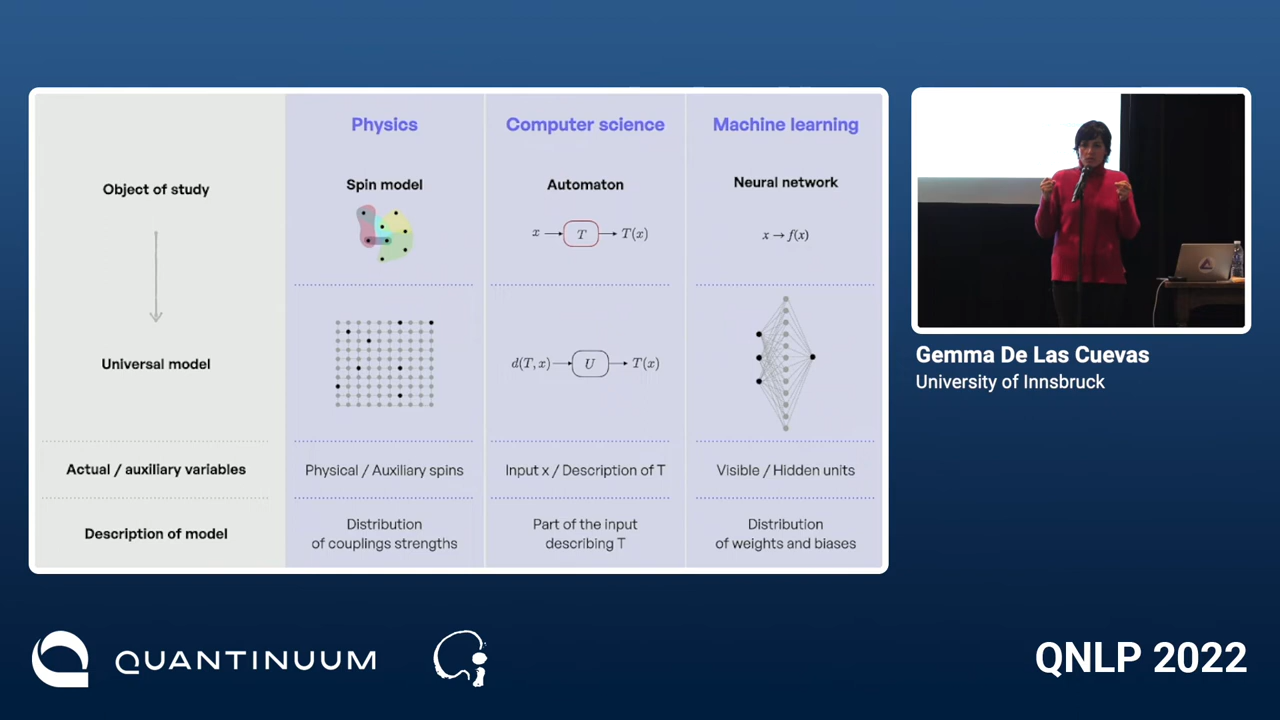 Physics
Computer science
Machine learning
Object of study
Spin model
Automaton
Neural network
x → T → T(x)
x → f(x)
Universal model
d(T, x) → U → T(x)
Actual / auxiliary variables
Physical / Auxiliary spins
Input x / Description of T
Visible / Hidden units
Description of model
Distribution
of couplings strengths
Part of the input
describing T
Distribution
of weights and biases
Gemma De Las Cuevas
University of Innsbruck
QUANTINUUM
QNLP 2022